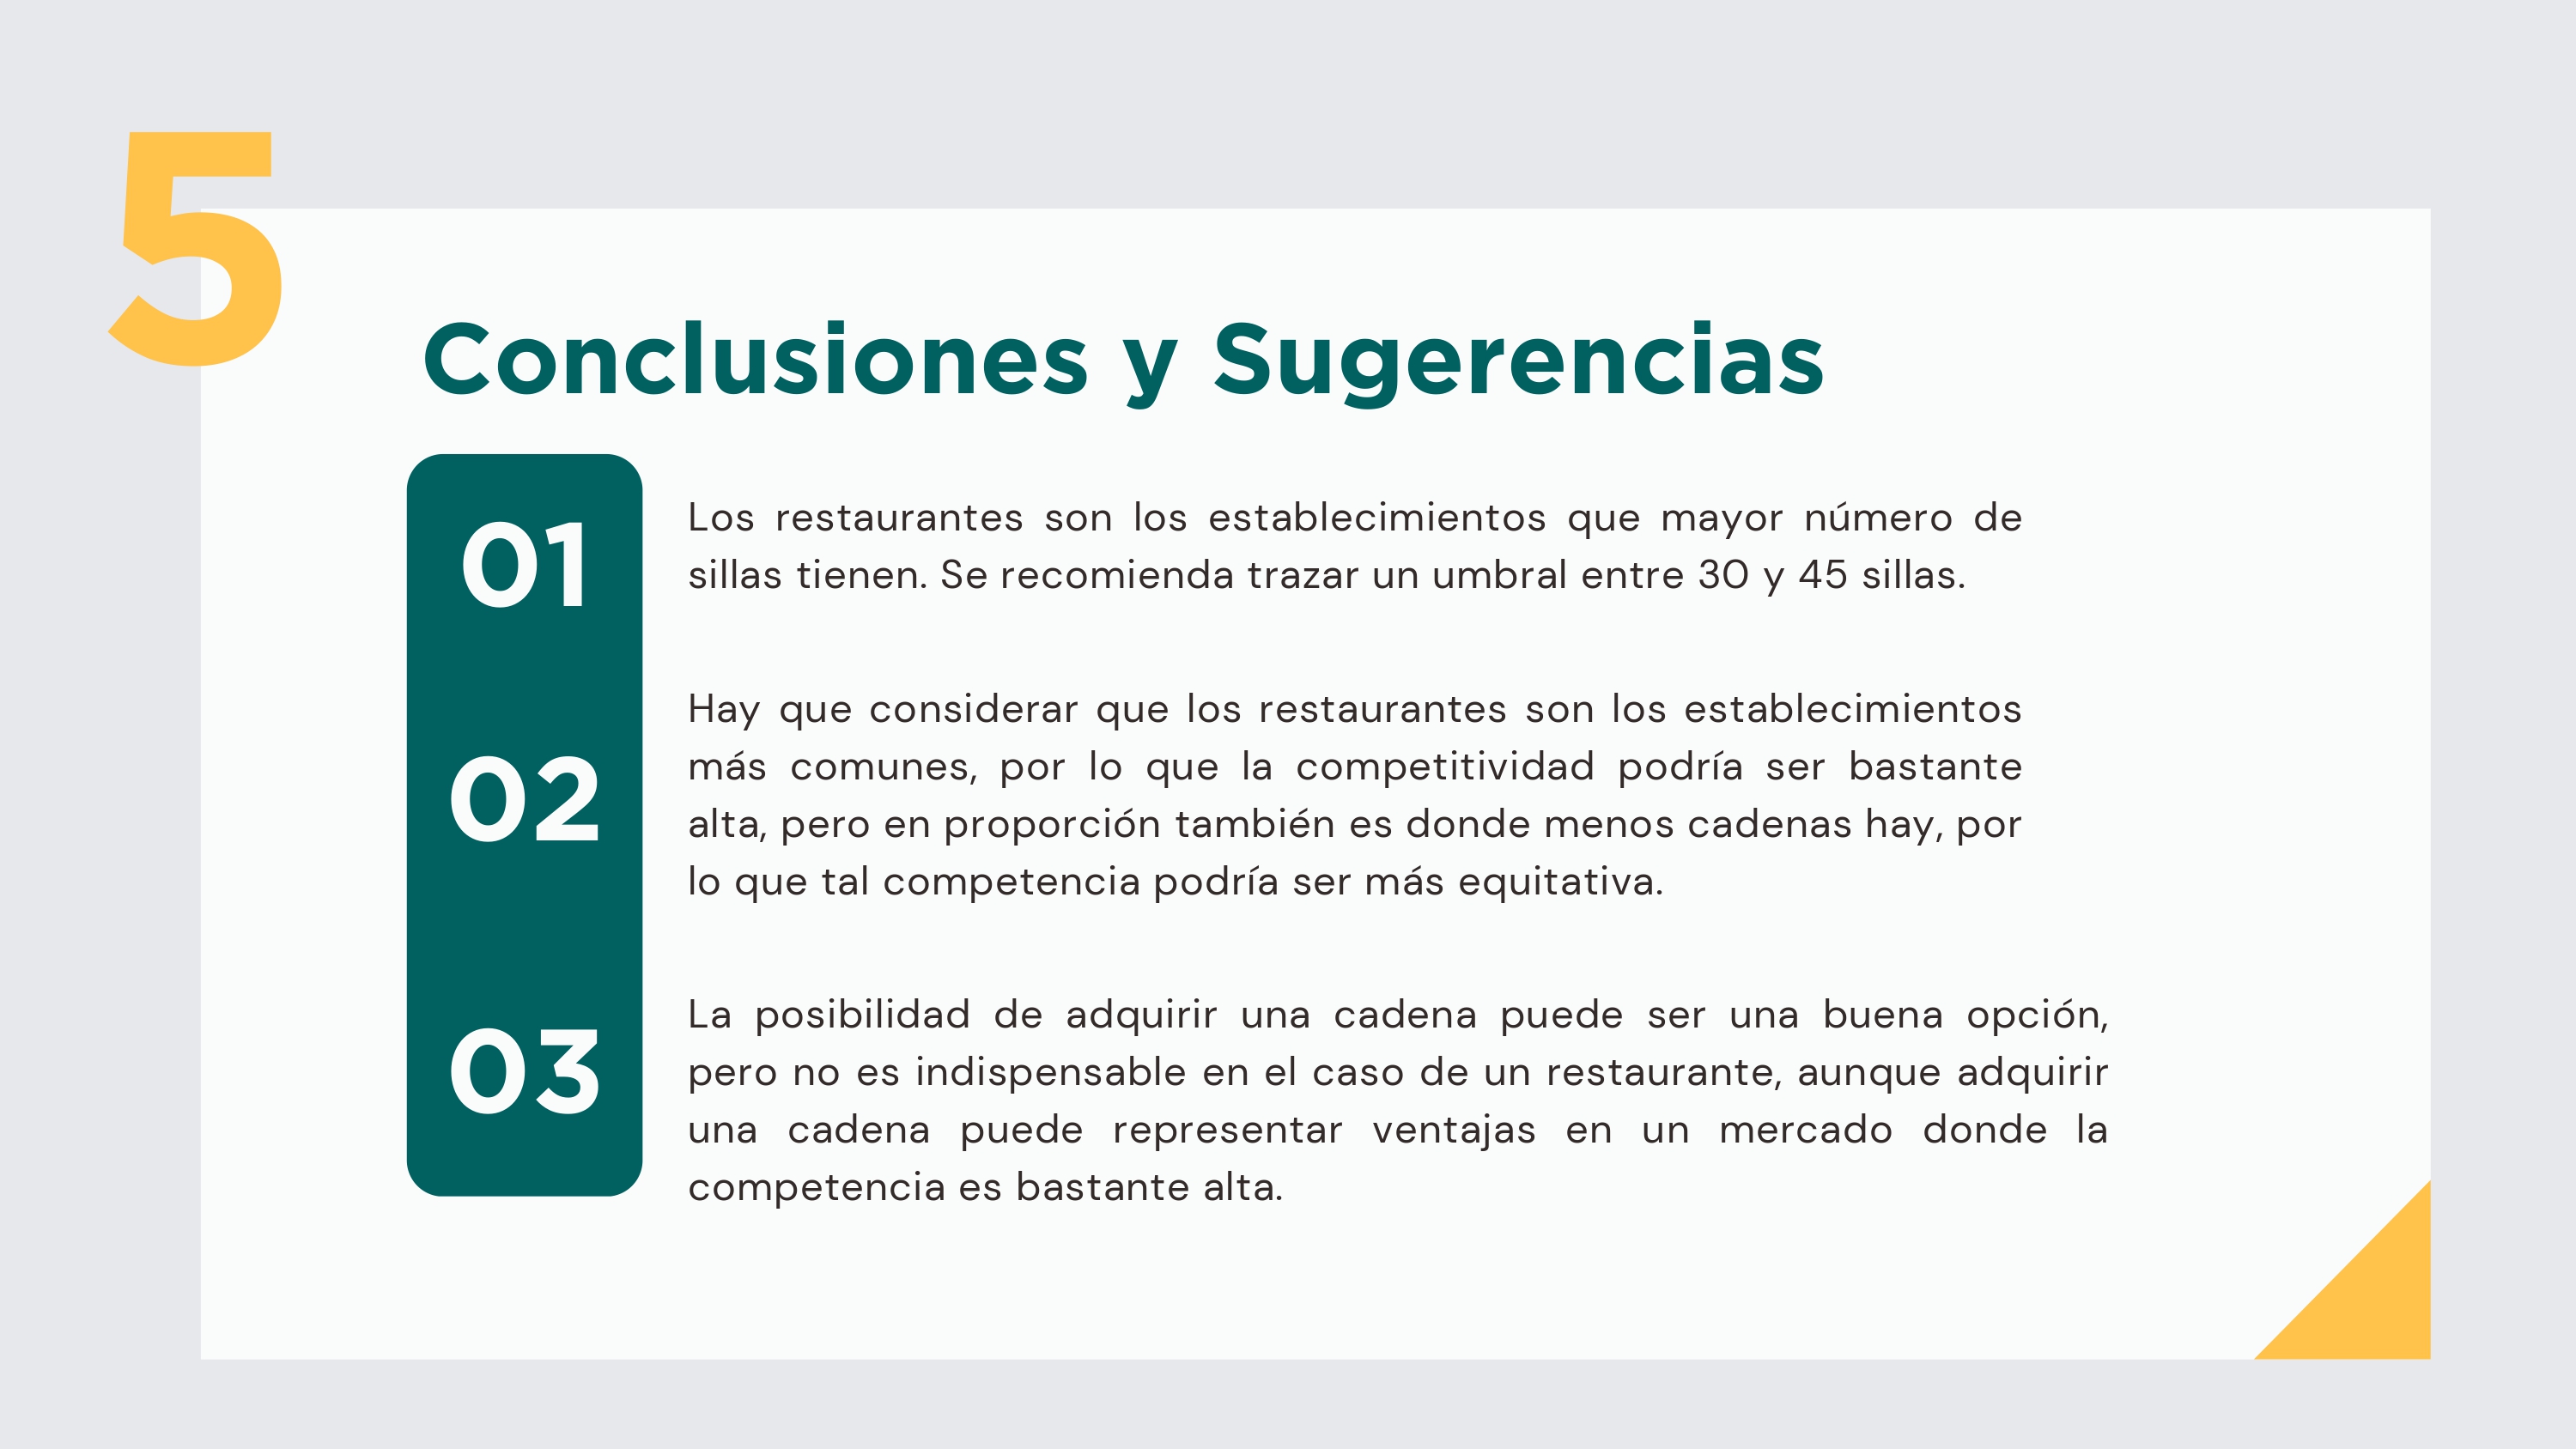 5
Conclusiones y Sugerencias
01
Los restaurantes son los establecimientos que mayor número de
sillas tienen. Se recomienda trazar un umbral entre 30 y 45 sillas.
02
Hay que considerar que los restaurantes son los establecimientos
más comunes, por lo que la competitividad podría ser bastante
alta, pero en proporción también es donde menos cadenas hay, por
lo que tal competencia podría ser más equitativa.
03
La posibilidad de adquirir una cadena puede ser una buena opción,
pero no es indispensable en el caso de un restaurante, aunque adquirir
una cadena puede representar ventajas en un mercado donde la
competencia es bastante alta.